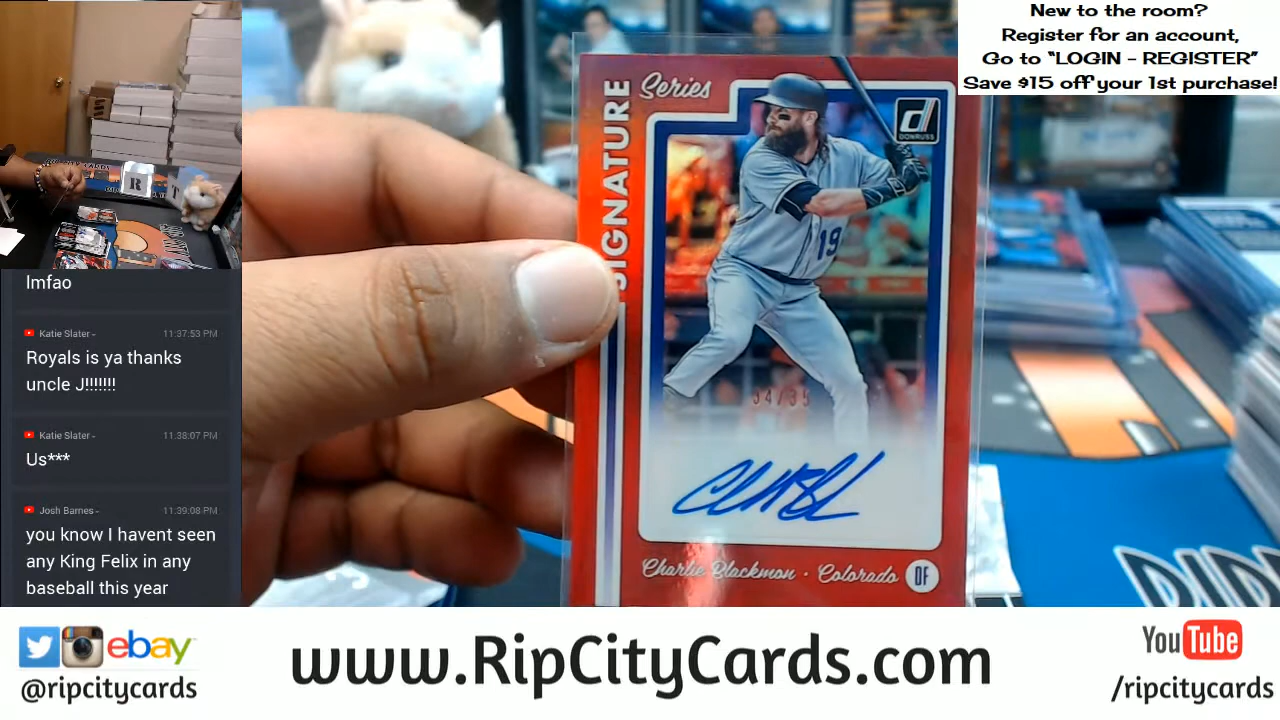 New to the room?
Register for an account,
Go to “LOGIN - REGISTER”
Save $15 off your 1st purchase!
SIGNATURE
Series
DONRUSS
19
Charlie Blackmon · Colorado
OF
R
lmfao
Katie Slater -
11:37:53 PM
Royals is ya thanks
uncle J!!!!!!!
Katie Slater -
11:38:07 PM
Us***
Josh Barnes -
11:39:08 PM
you know I havent seen
any King Felix in any
baseball this year
ebay
@ripcitycards
www.RipCityCards.com
YouTube
/ripcitycards